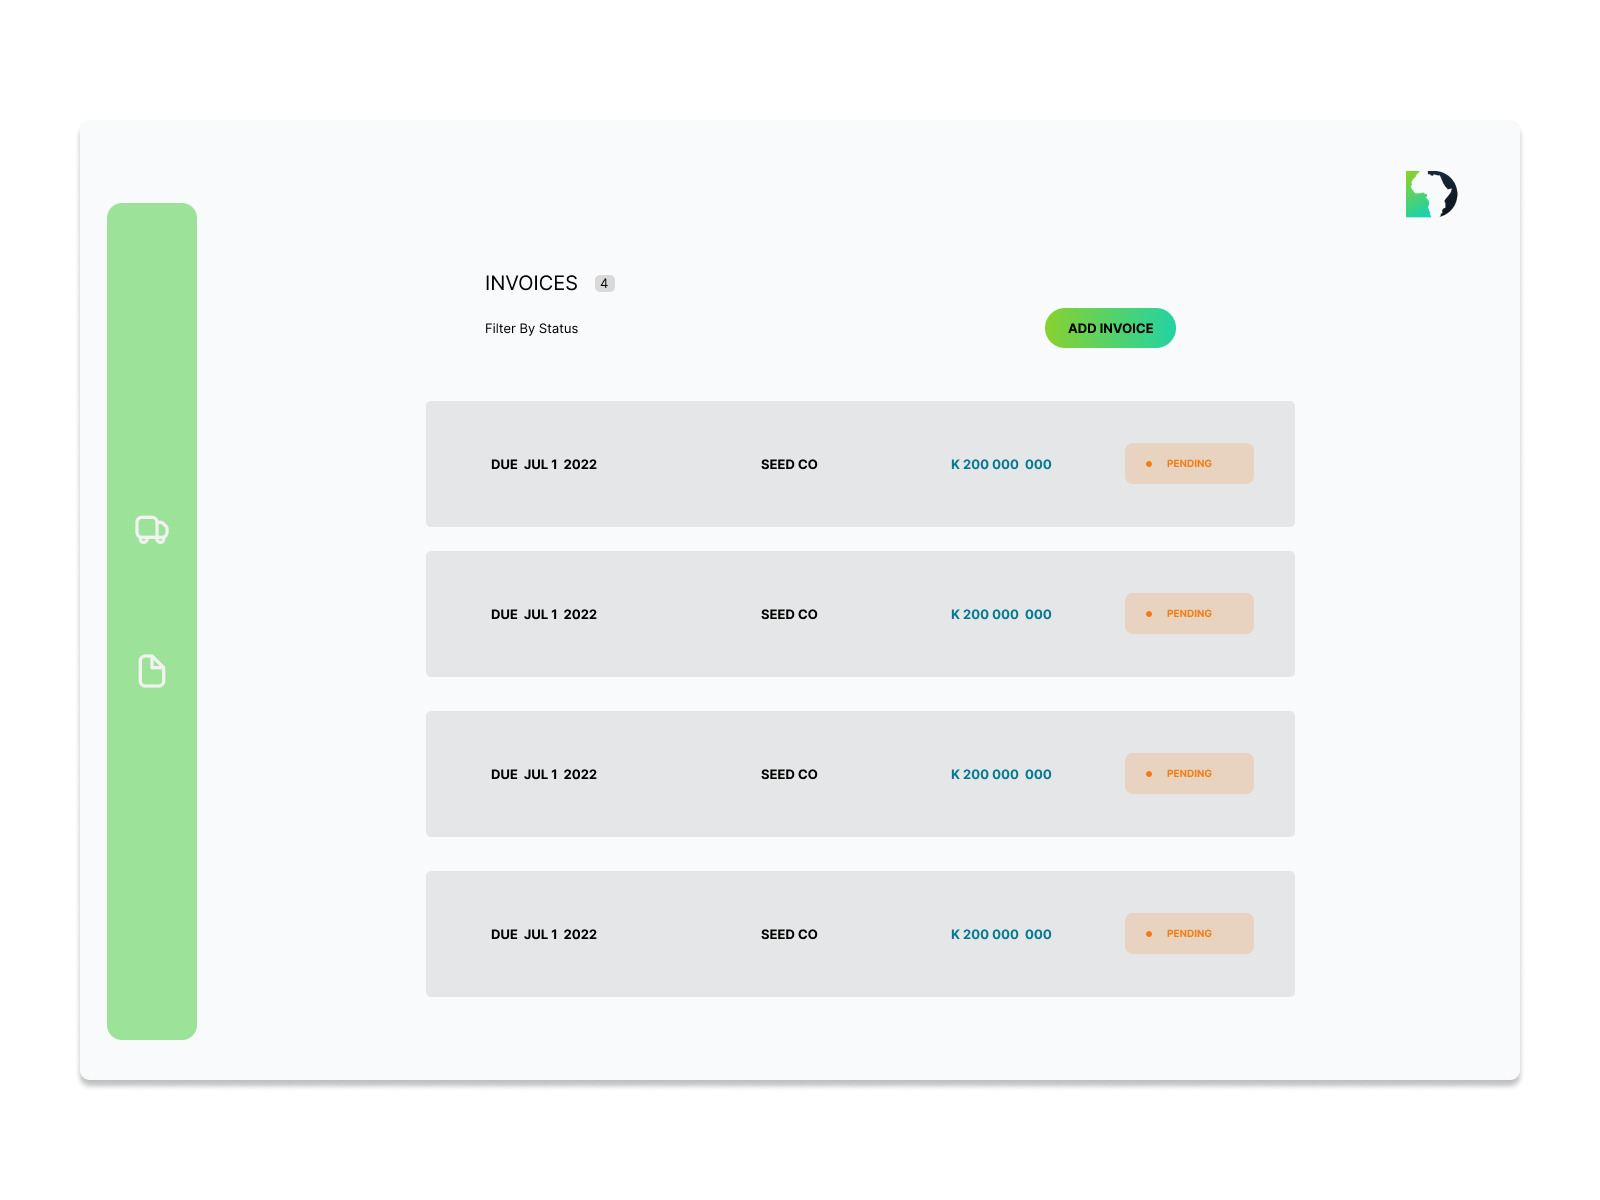 INVOICES 4
Filter By Status
ADD INVOICE
DUE JUL 1 2022 SEED CO K 200 000 000 PENDING
DUE JUL 1 2022 SEED CO K 200 000 000 PENDING
DUE JUL 1 2022 SEED CO K 200 000 000 PENDING
DUE JUL 1 2022 SEED CO K 200 000 000 PENDING